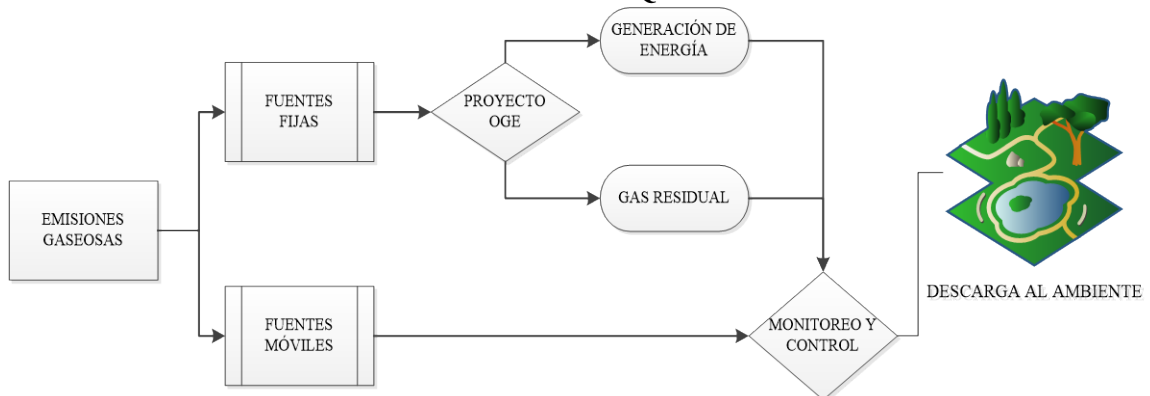 GENERACIÓN DE
ENERGÍA
FUENTES
FIJAS
PROYECTO
OGE
GAS RESIDUAL
EMISIONES
GASEOSAS
DESCARGA AL AMBIENTE
FUENTES
MÓVILES
MONITOREO Y
CONTROL